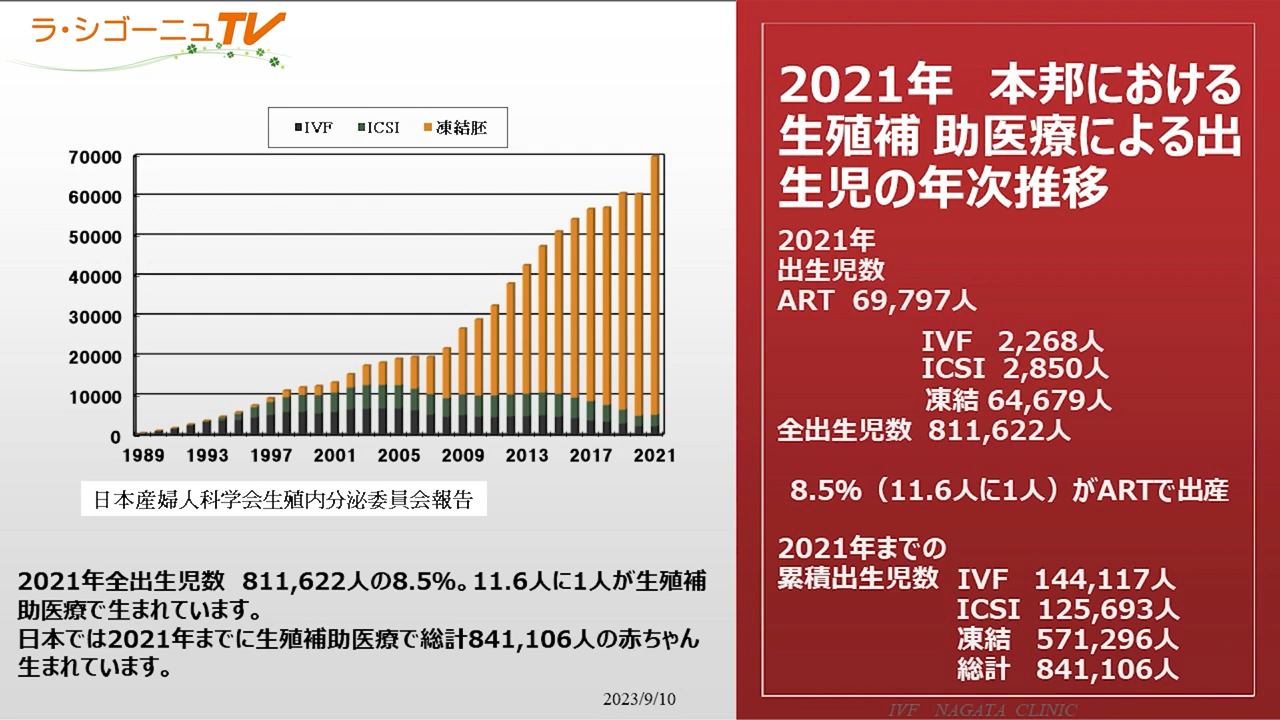 ラ・シゴーニュTV
■IVF ■ICSI ■凍結胚
70000
60000
50000
40000
30000
20000
10000
0
1989 1993 1997 2001 2005 2009 2013 2017 2021
日本産婦人科学会生殖内分泌委員会報告
2021年全出生児数 811,622人の8.5%。11.6人に1人が生殖補
助医療で生まれています。
日本では2021年までに生殖補助医療で総計841,106人の赤ちゃん
生まれています。
2023/9/10
2021年 本邦における
生殖補 助医療による出
生児の年次推移
2021年
出生児数
ART 69,797人
IVF 2,268人
ICSI 2,850人
凍結 64,679人
全出生児数 811,622人
8.5%（11.6人に1人）がARTで出産
2021年までの
累積出生児数 IVF 144,117人
ICSI 125,693人
凍結 571,296人
総計 841,106人
IVF NAGATA CLINIC